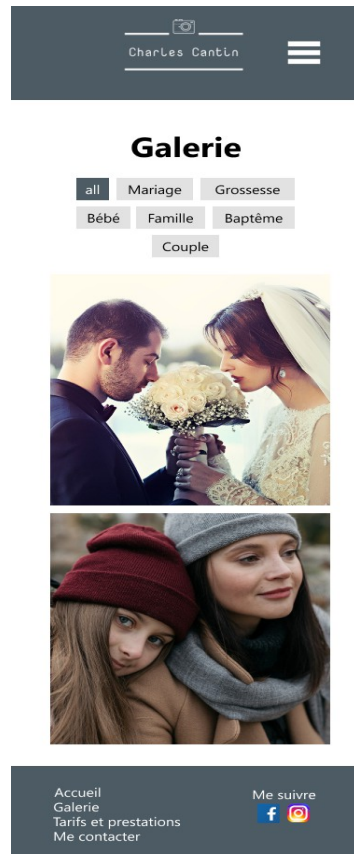 Charles Cantin
Galerie
all Mariage Grossesse
Bébé Famille Baptême
Couple
Accueil
Galerie
Tarifs et prestations
Me contacter
Me suivre